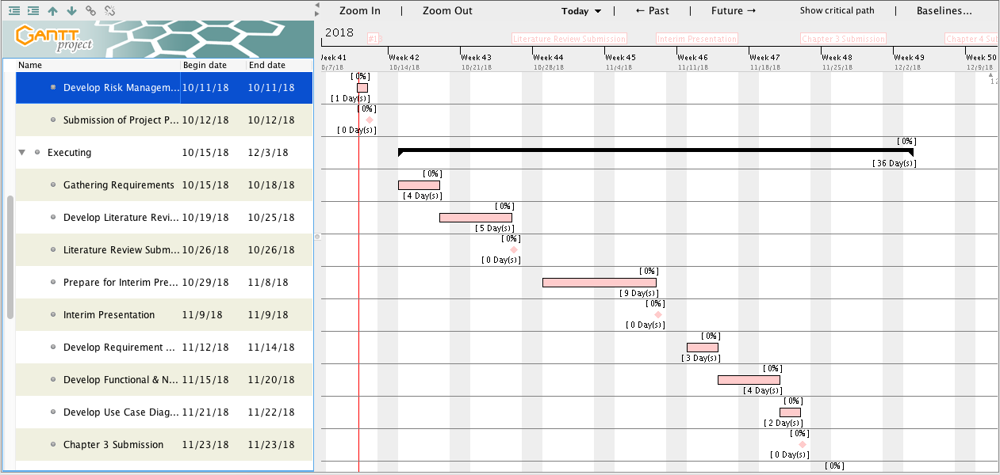 Zoom In | Zoom Out Today | ← Past | Future → Show critical path | Baselines...
GANTT project
2018
Literature Review Submission Interim Presentation Chapter 3 Submission Chapter 4 Sub
Name Begin date End date
Week 41 Week 42 Week 43 Week 44 Week 45 Week 46 Week 47 Week 48 Week 49 Week 50
0/7/18 10/14/18 10/21/18 10/28/18 11/4/18 11/11/18 11/18/18 11/25/18 12/2/18 12/9/18
12
[ 0% ]
Develop Risk Managem... 10/11/18 10/11/18
[ 1 Day(s) ]
[ 0% ]
Submission of Project P... 10/12/18 10/12/18
[ 0 Day(s) ]
[ 0% ]
Executing 10/15/18 12/3/18
[ 36 Day(s) ]
[ 0% ]
Gathering Requirements 10/15/18 10/18/18
[ 4 Day(s) ]
[ 0% ]
Develop Literature Revi... 10/19/18 10/25/18
[ 5 Day(s) ]
[ 0% ]
Literature Review Subm... 10/26/18 10/26/18
[ 0 Day(s) ]
[ 0% ]
Prepare for Interim Pre... 10/29/18 11/8/18
[ 9 Day(s) ]
[ 0% ]
Interim Presentation 11/9/18 11/9/18
[ 0 Day(s) ]
[ 0% ]
Develop Requirement ... 11/12/18 11/14/18
[ 3 Day(s) ]
[ 0% ]
Develop Functional & N... 11/15/18 11/20/18
[ 4 Day(s) ]
[ 0% ]
Develop Use Case Diag... 11/21/18 11/22/18
[ 2 Day(s) ]
[ 0% ]
Chapter 3 Submission 11/23/18 11/23/18
[ 0 Day(s) ]
[ 0% ]